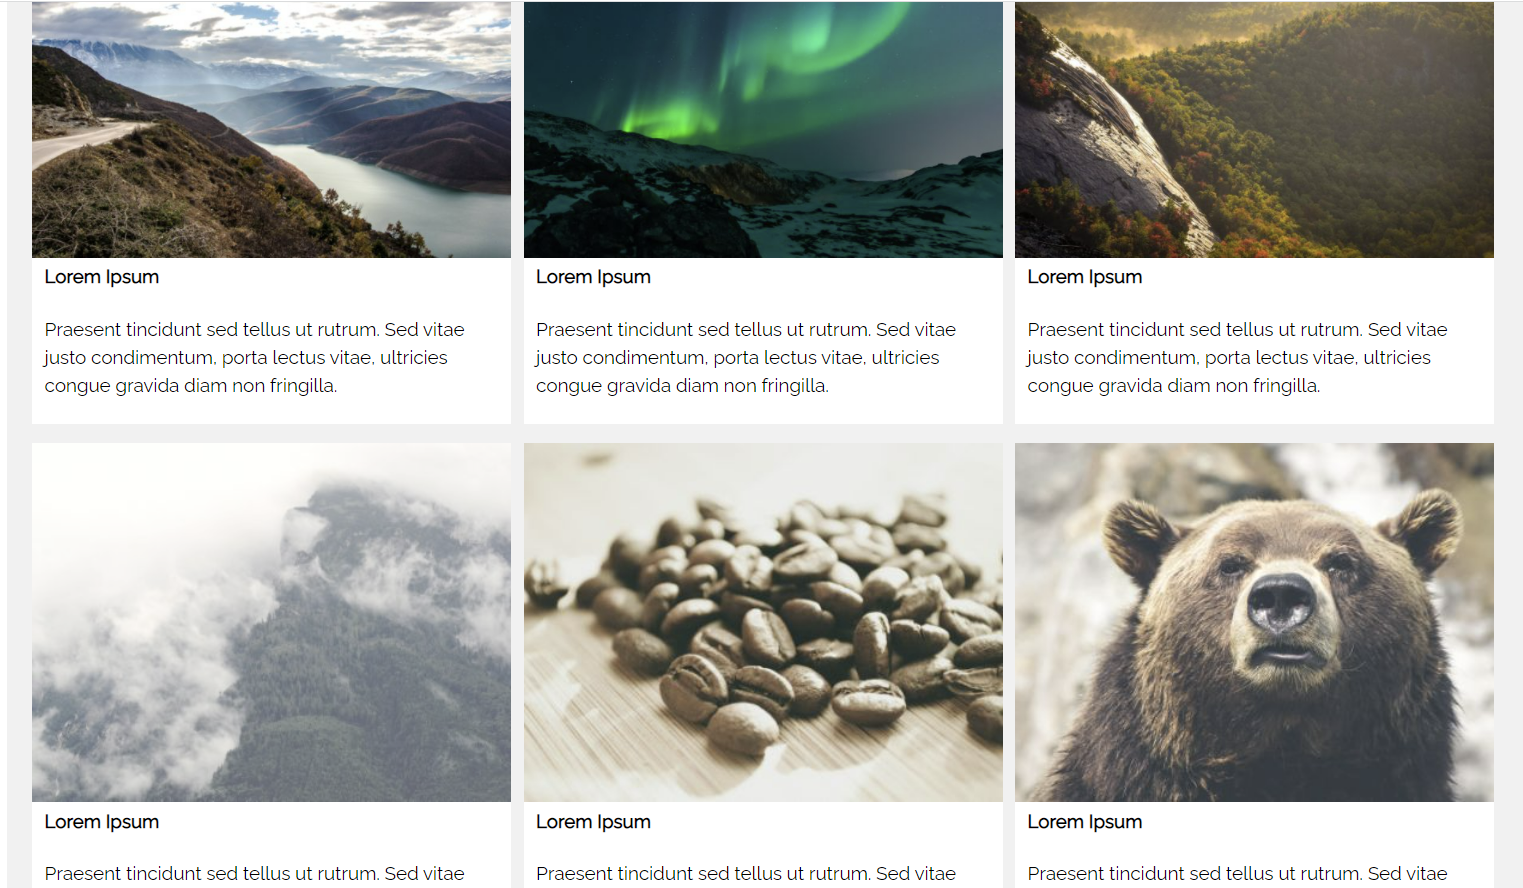 Lorem Ipsum
Praesent tincidunt sed tellus ut rutrum. Sed vitae
justo condimentum, porta lectus vitae, ultricies
congue gravida diam non fringilla.
Lorem Ipsum
Praesent tincidunt sed tellus ut rutrum. Sed vitae
justo condimentum, porta lectus vitae, ultricies
congue gravida diam non fringilla.
Lorem Ipsum
Praesent tincidunt sed tellus ut rutrum. Sed vitae
justo condimentum, porta lectus vitae, ultricies
congue gravida diam non fringilla.
Lorem Ipsum
Praesent tincidunt sed tellus ut rutrum. Sed vitae
Lorem Ipsum
Praesent tincidunt sed tellus ut rutrum. Sed vitae
Lorem Ipsum
Praesent tincidunt sed tellus ut rutrum. Sed vitae